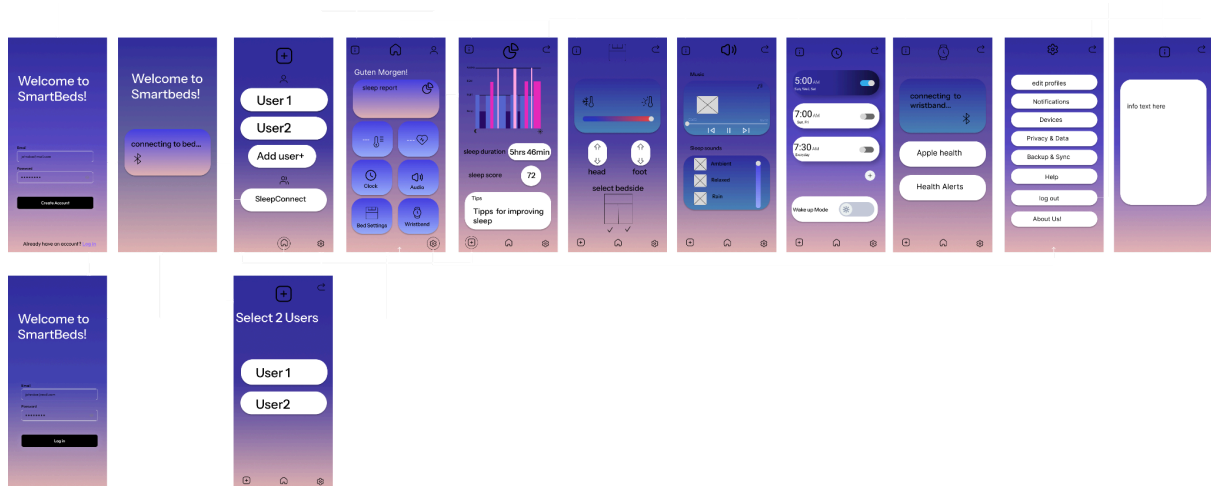 Welcome to
SmartBeds!
Email
Password
Create Account
Already have an account? Log in
Welcome to
Smartbeds!
connecting to bed...
User 1
User2
Add user+
SleepConnect
Guten Morgen!
sleep report
Clock
Audio
Bed Settings
Wristband
sleep duration
5hrs 46min
sleep score
72
Tips
Tipps for improving
sleep
head
foot
select bedside
Music
Sleep sounds
Ambient
Relaxed
Rain
5:00 AM
7:00 AM
7:30 AM
Wake up Mode
connecting to
wristband...
Apple health
Health Alerts
edit profiles
Notifications
Devices
Privacy & Data
Backup & Sync
Help
log out
About Us!
info text here
Welcome to
SmartBeds!
Email
Password
Log in
Select 2 Users
User 1
User2